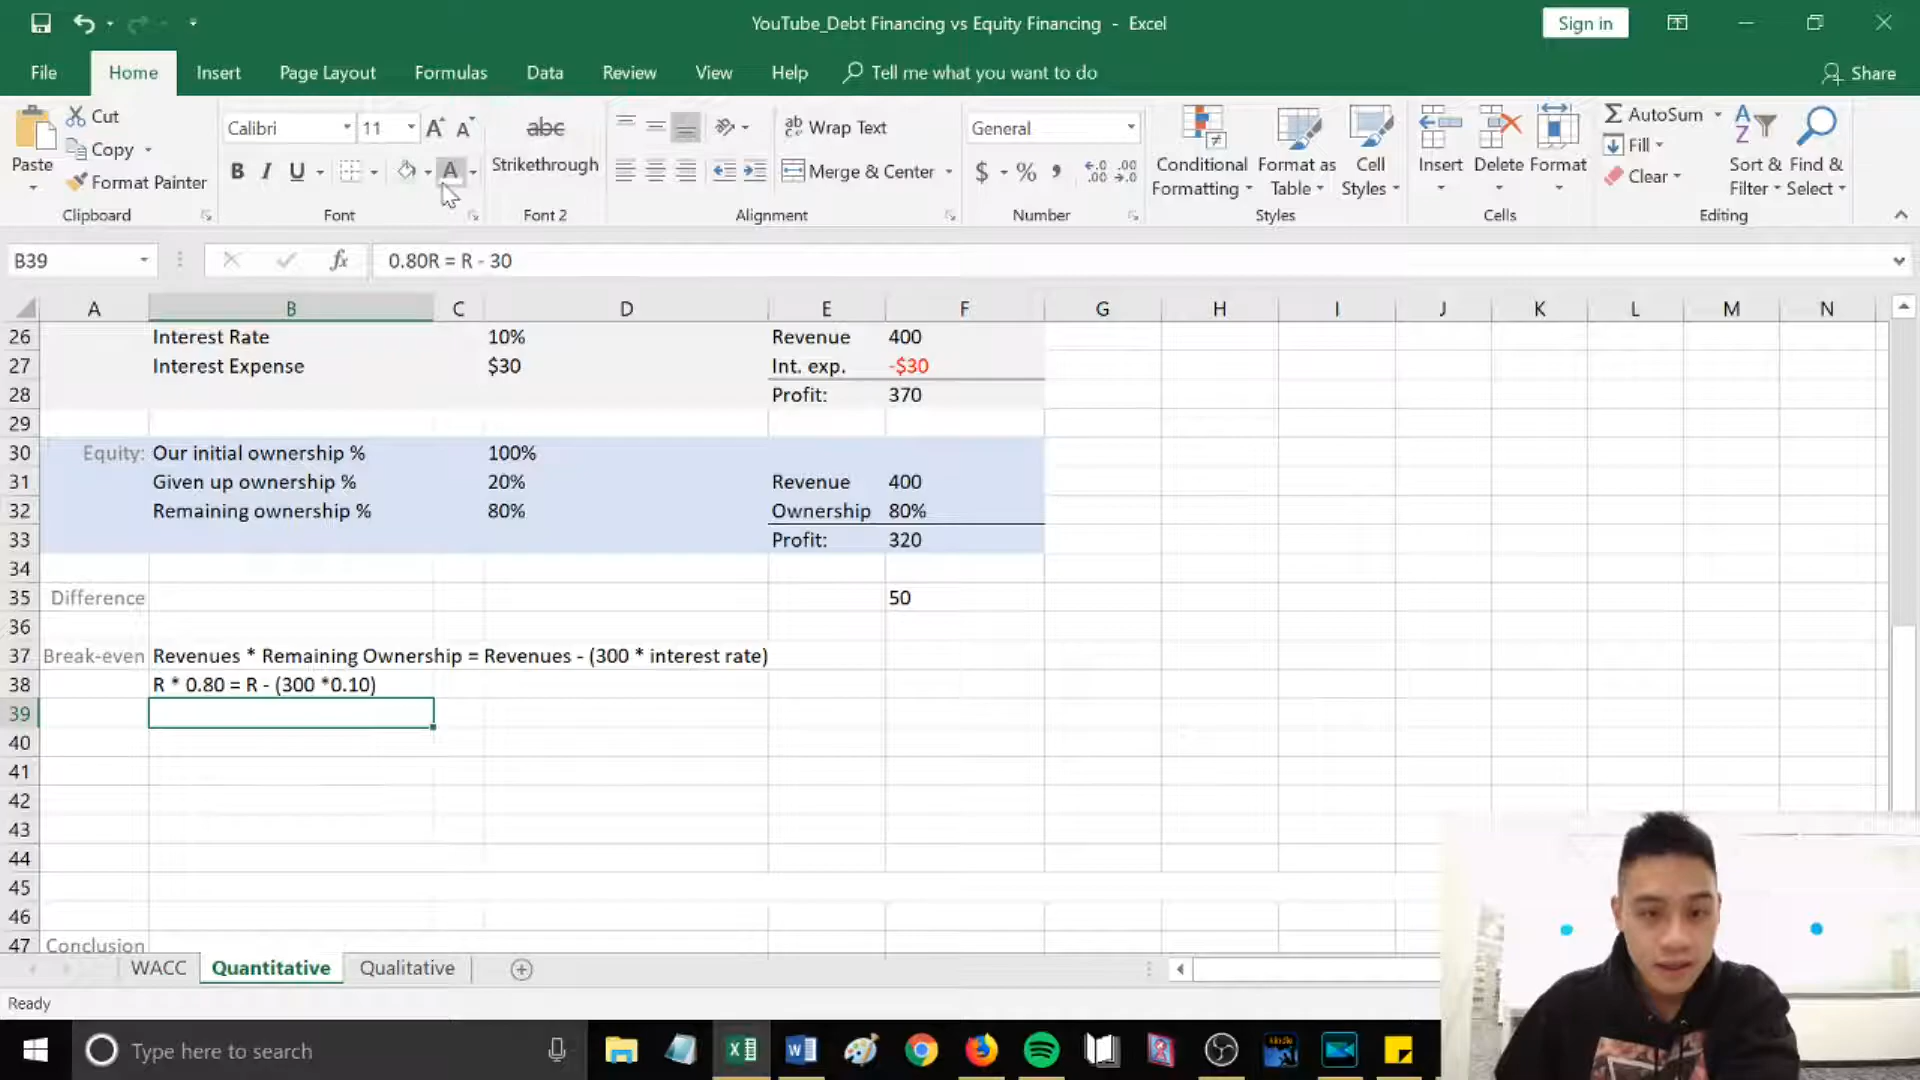 YouTube_Debt Financing vs Equity Financing - Excel
Sign in
File Home Insert Page Layout Formulas Data Review View Help Tell me what you want to do Share
Paste
Cut
Copy
Format Painter
Clipboard
Calibri 11
B I U A
Font
abc
Strikethrough
Font 2
Wrap Text
Merge & Center
Alignment
General
$ % ,
Number
Conditional Formatting
Format as Table
Cell Styles
Styles
Insert
Delete
Format
Cells
AutoSum
Fill
Clear
Sort & Filter
Find & Select
Editing
B39 fx 0.80R = R - 30
A B C D E F G H I J K L M N
26 Interest Rate 10% Revenue 400
27 Interest Expense $30 Int. exp. -$30
28 Profit: 370
29
30 Equity: Our initial ownership % 100%
31 Given up ownership % 20% Revenue 400
32 Remaining ownership % 80% Ownership 80%
33 Profit: 320
34
35 Difference 50
36
37 Break-even Revenues * Remaining Ownership = Revenues - (300 * interest rate)
38 R * 0.80 = R - (300 *0.10)
39
40
41
42
43
44
45
46
47 Conclusion
WACC Quantitative Qualitative
Ready
Type here to search